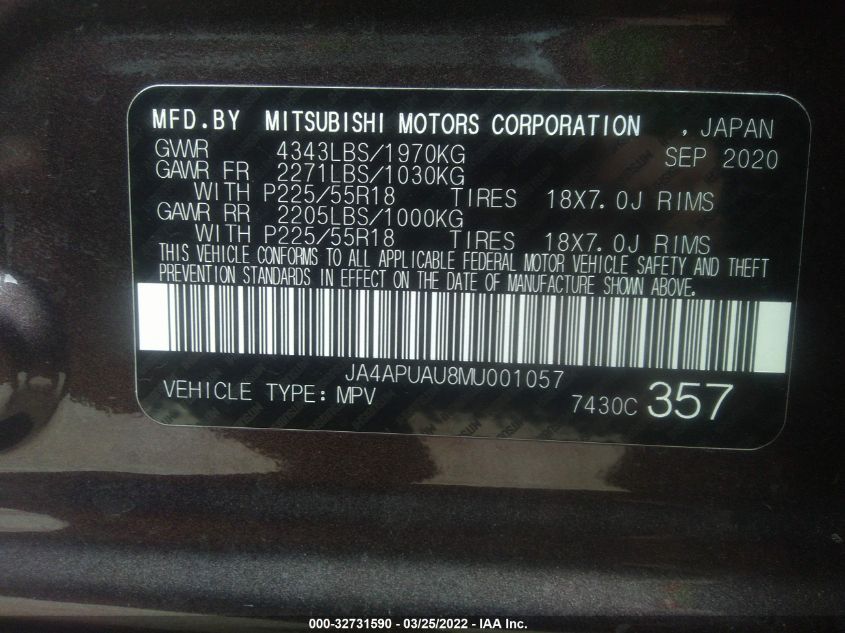 MFD.BY MITSUBISHI MOTORS CORPORATION , JAPAN
GVWR 4343LBS/1970KG SEP 2020
GAWR FR 2271LBS/1030KG
WITH P225/55R18 TIRES 18X7.0J RIMS
GAWR RR 2205LBS/1000KG
WITH P225/55R18 TIRES 18X7.0J RIMS
THIS VEHICLE CONFORMS TO ALL APPLICABLE FEDERAL MOTOR VEHICLE SAFETY AND THEFT
PREVENTION STANDARDS IN EFFECT ON THE DATE OF MANUFACTURE SHOWN ABOVE.
JA4APUAU8MU001057
VEHICLE TYPE: MPV 7430C 357
000-32731590 - 03/25/2022 - IAA Inc.